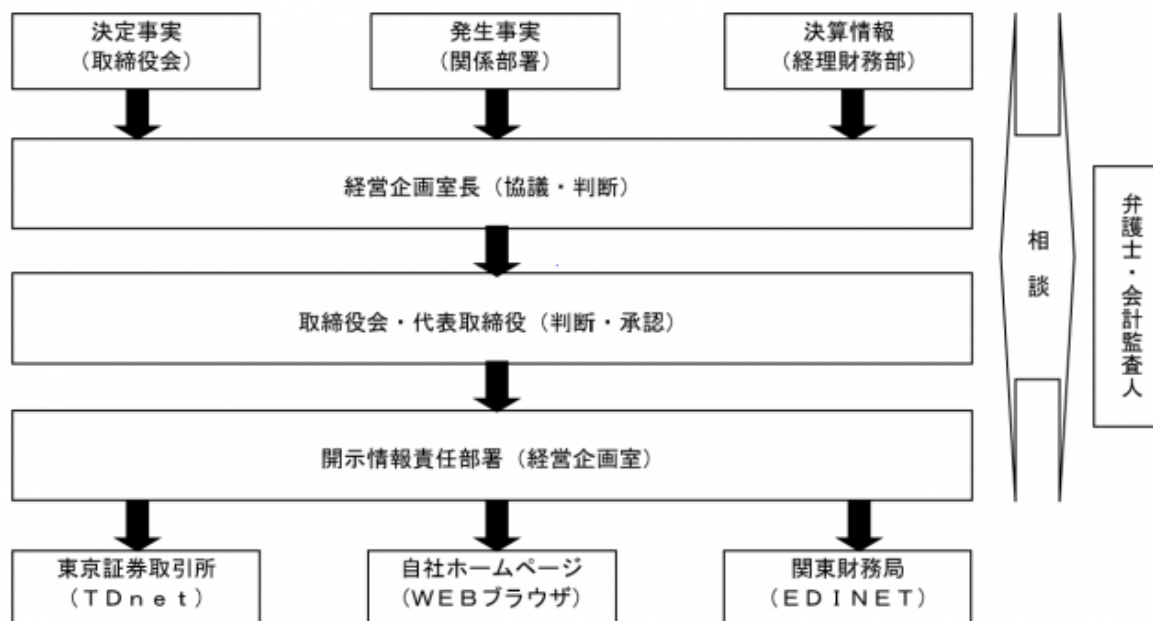 決定事実
（取締役会）
発生事実
（関係部署）
決算情報
（経理財務部）
経営企画室長（協議・判断）
取締役会・代表取締役（判断・承認）
開示情報責任部署（経営企画室）
東京証券取引所
（ＴＤｎｅｔ）
自社ホームページ
（ＷＥＢブラウザ）
関東財務局
（ＥＤＩＮＥＴ）
相談
弁護士・会計監査人